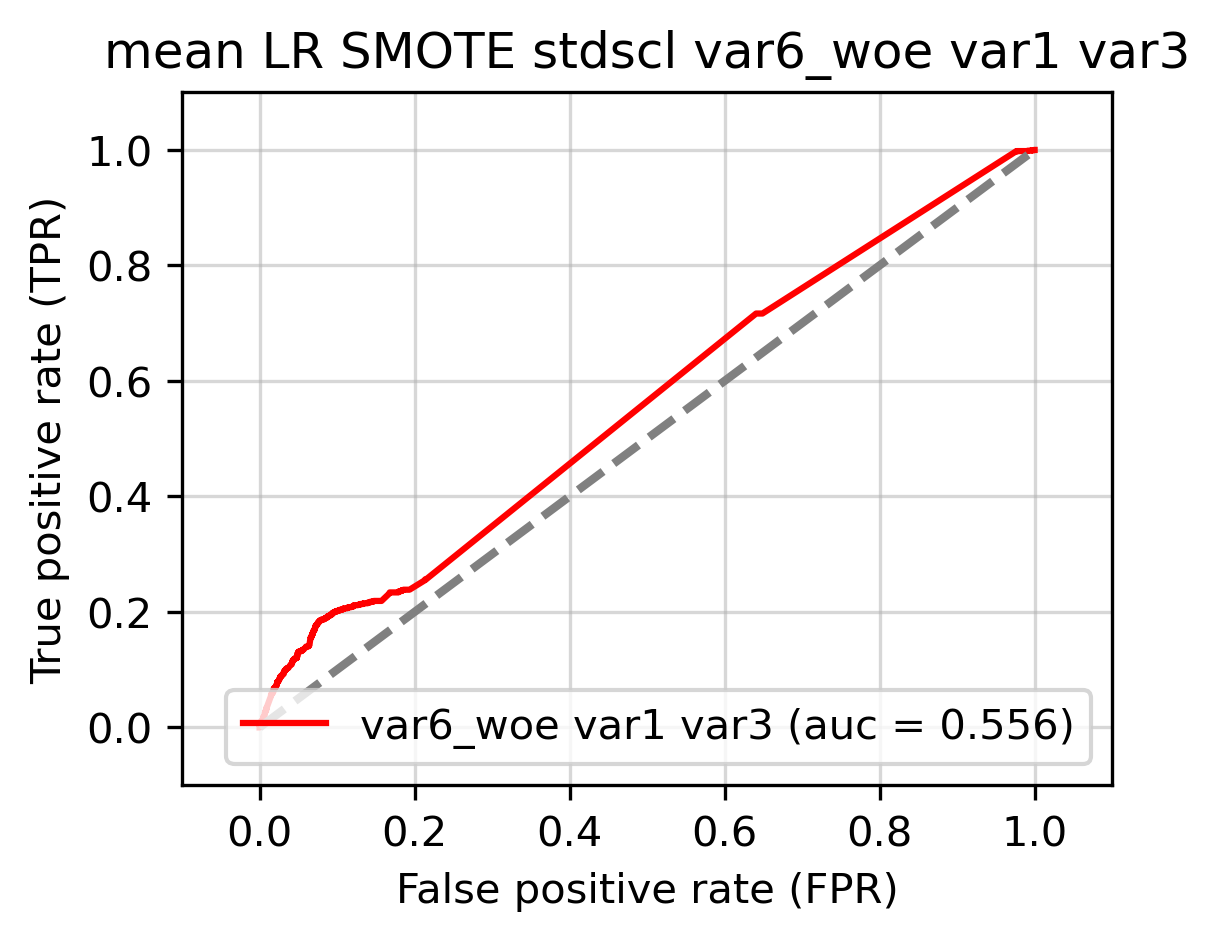 mean LR SMOTE stdscl var6_woe var1 var3
True positive rate (TPR)
1.0
0.8
0.6
0.4
0.2
0.0
var6_woe var1 var3 (auc = 0.556)
0.0 0.2 0.4 0.6 0.8 1.0
False positive rate (FPR)